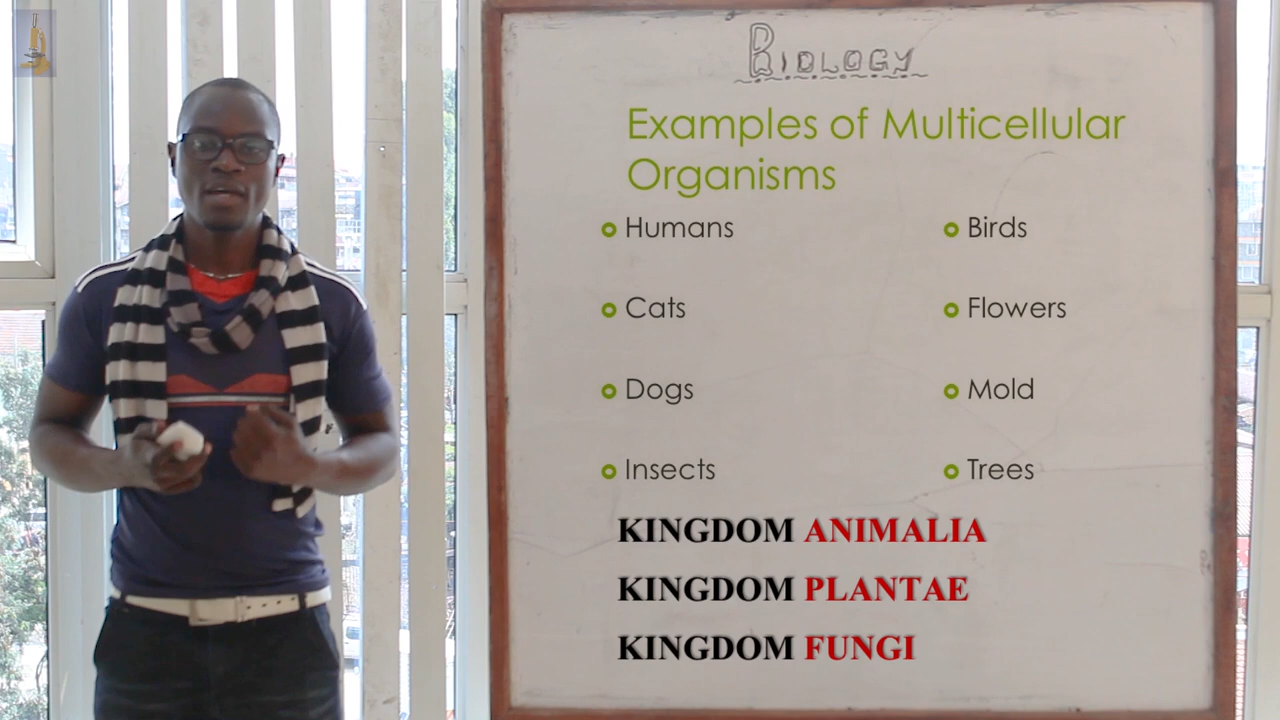 BIOLOGY
Examples of Multicellular
Organisms
Humans
Cats
Dogs
Insects
Birds
Flowers
Mold
Trees
KINGDOM ANIMALIA
KINGDOM PLANTAE
KINGDOM FUNGI